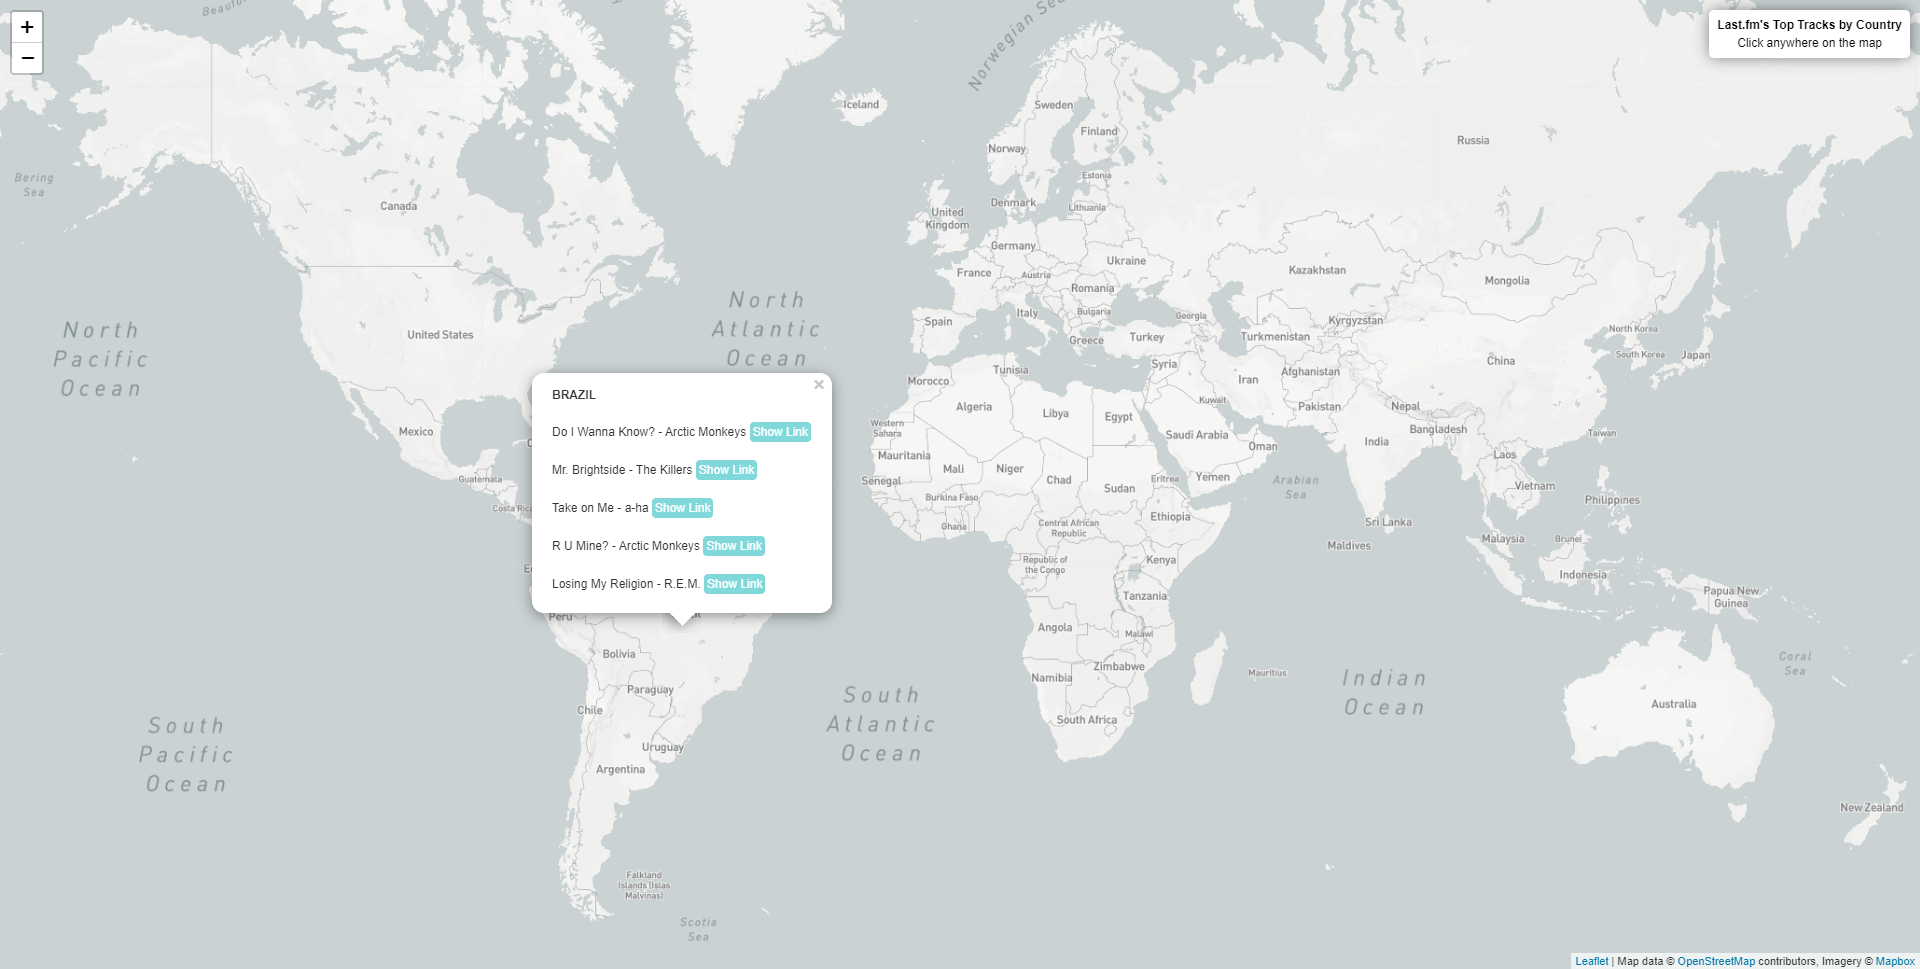 Beaufo
Norwegian Sea
+
−
Last.fm's Top Tracks by Country
Click anywhere on the map
Iceland
Sweden
Finland
Russia
Norway
Estonia
Bering
Sea
Canada
Denmark
Lithuania
United
Kingdom
Germany
Ukraine
France
Austria
Kazakhstan
Mongolia
Romania
North
Atlantic
Ocean
North
Pacific
Ocean
Italy
Bulgaria
Georgia
Spain
Kyrgyzstan
North Korea
United States
Greece
Turkey
Turkmenistan
South Korea
Japan
China
Syria
Tunisia
Afghanistan
Iran
Morocco
Kuwait
Algeria
Libya
Egypt
Pakistan
Nepal
Western
Sahara
Bangladesh
Mexico
Saudi Arabia
India
Taiwan
Oman
Mauritania
Laos
Mali
Niger
Chad
Yemen
Eritrea
Guatemala
Senegal
Arabian
Sea
Sudan
Vietnam
Burkina Faso
Philippines
Costa Rica
Ethiopia
Ghana
Central African
Republic
Sri Lanka
Malaysia
Brunei
Maldives
Republic of
the Congo
Kenya
Indonesia
Tanzania
Papua New
Guinea
BRAZIL
×
Do I Wanna Know? - Arctic Monkeys Show Link
Mr. Brightside - The Killers Show Link
Take on Me - a-ha Show Link
R U Mine? - Arctic Monkeys Show Link
Losing My Religion - R.E.M. Show Link
Peru
Angola
Malawi
Bolivia
Zimbabwe
Mauritius
Coral
Sea
Namibia
Indian
Ocean
Paraguay
South
Atlantic
Ocean
Chile
Australia
South Africa
South
Pacific
Ocean
Uruguay
Argentina
New Zealand
Falkland
Islands (Islas
Malvinas)
Scotia
Sea
Leaflet | Map data © OpenStreetMap contributors, Imagery © Mapbox